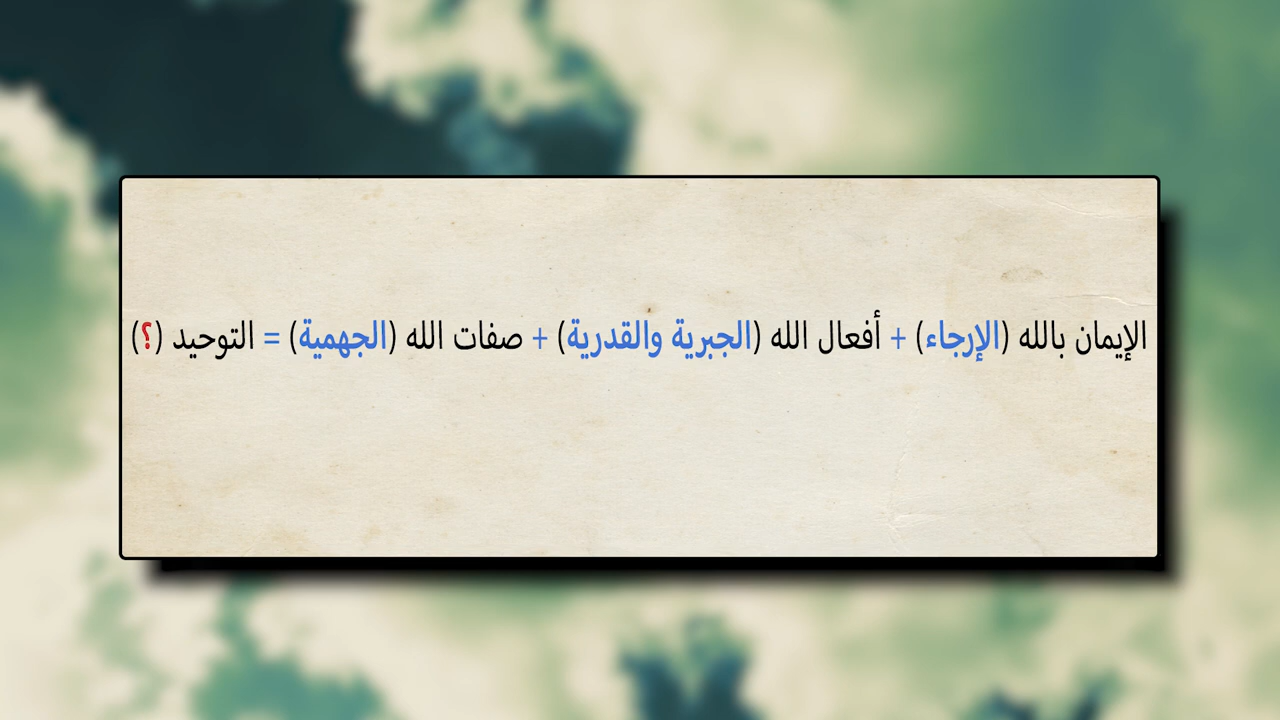 الإيمان بالله (الإرجاء) + أفعال الله (الجبرية والقدرية) + صفات الله (الجهمية) = التوحيد (؟)